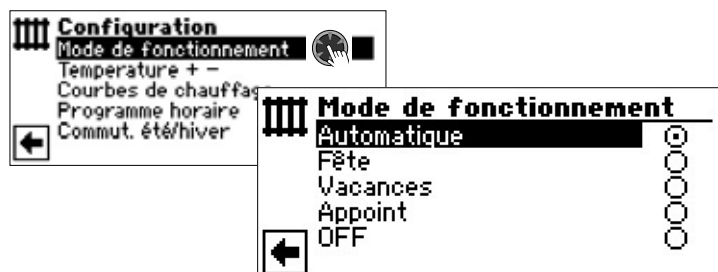 Configuration
Mode de fonctionnement
Temperature + −
Courbes de chauffage
Programme horaire
Commut. été/hiver
Mode de fonctionnement
Automatique
Fête
Vacances
Appoint
OFF